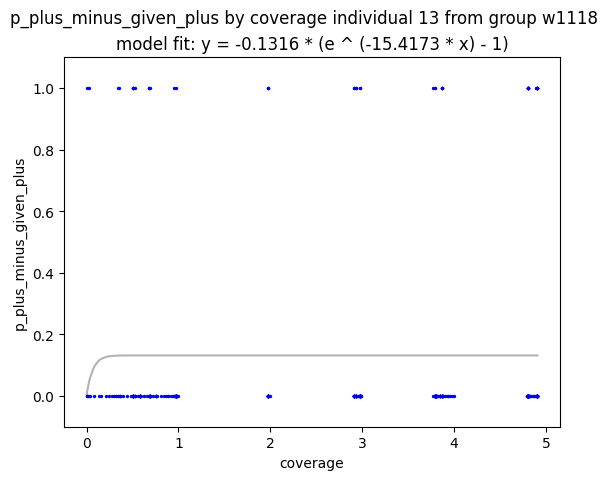 p_plus_minus_given_plus by coverage individual 13 from group w1118
model fit: y = -0.1316 * (e ^ (-15.4173 * x) - 1)
1.0
0.8
0.6
0.4
0.2
0.0
p_plus_minus_given_plus
0 1 2 3 4 5
coverage